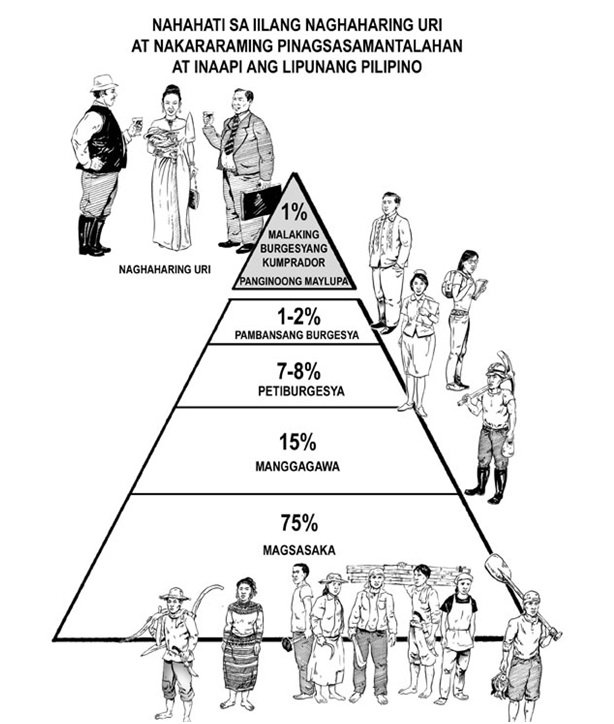 NAHAHATI SA IILANG NAGHAHARING URI
AT NAKARARAMING PINAGSASAMANTALAHAN
AT INAAPI ANG LIPUNANG PILIPINO
NAGHAHARING URI
1%
MALAKING
BURGESYANG
KUMPRADOR
PANGINOONG MAYLUPA
1-2%
PAMBANSANG BURGESYA
7-8%
PETIBURGESYA
15%
MANGGAGAWA
75%
MAGSASAKA